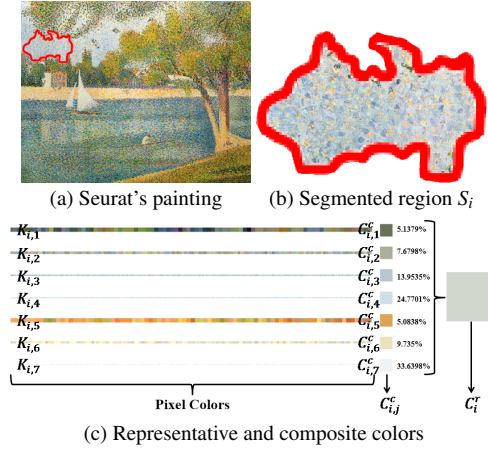 (a) Seurat's painting (b) Segmented region S_i
K_{i,1} C^c_{i,1} 5.1379%
K_{i,2} C^c_{i,2} 7.6798%
K_{i,3} C^c_{i,3} 13.9535%
K_{i,4} C^c_{i,4} 24.7701%
K_{i,5} C^c_{i,5} 5.0838%
K_{i,6} C^c_{i,6} 9.735%
K_{i,7} C^c_{i,7} 33.6398%
Pixel Colors C^c_{i,j} C^r_i
(c) Representative and composite colors